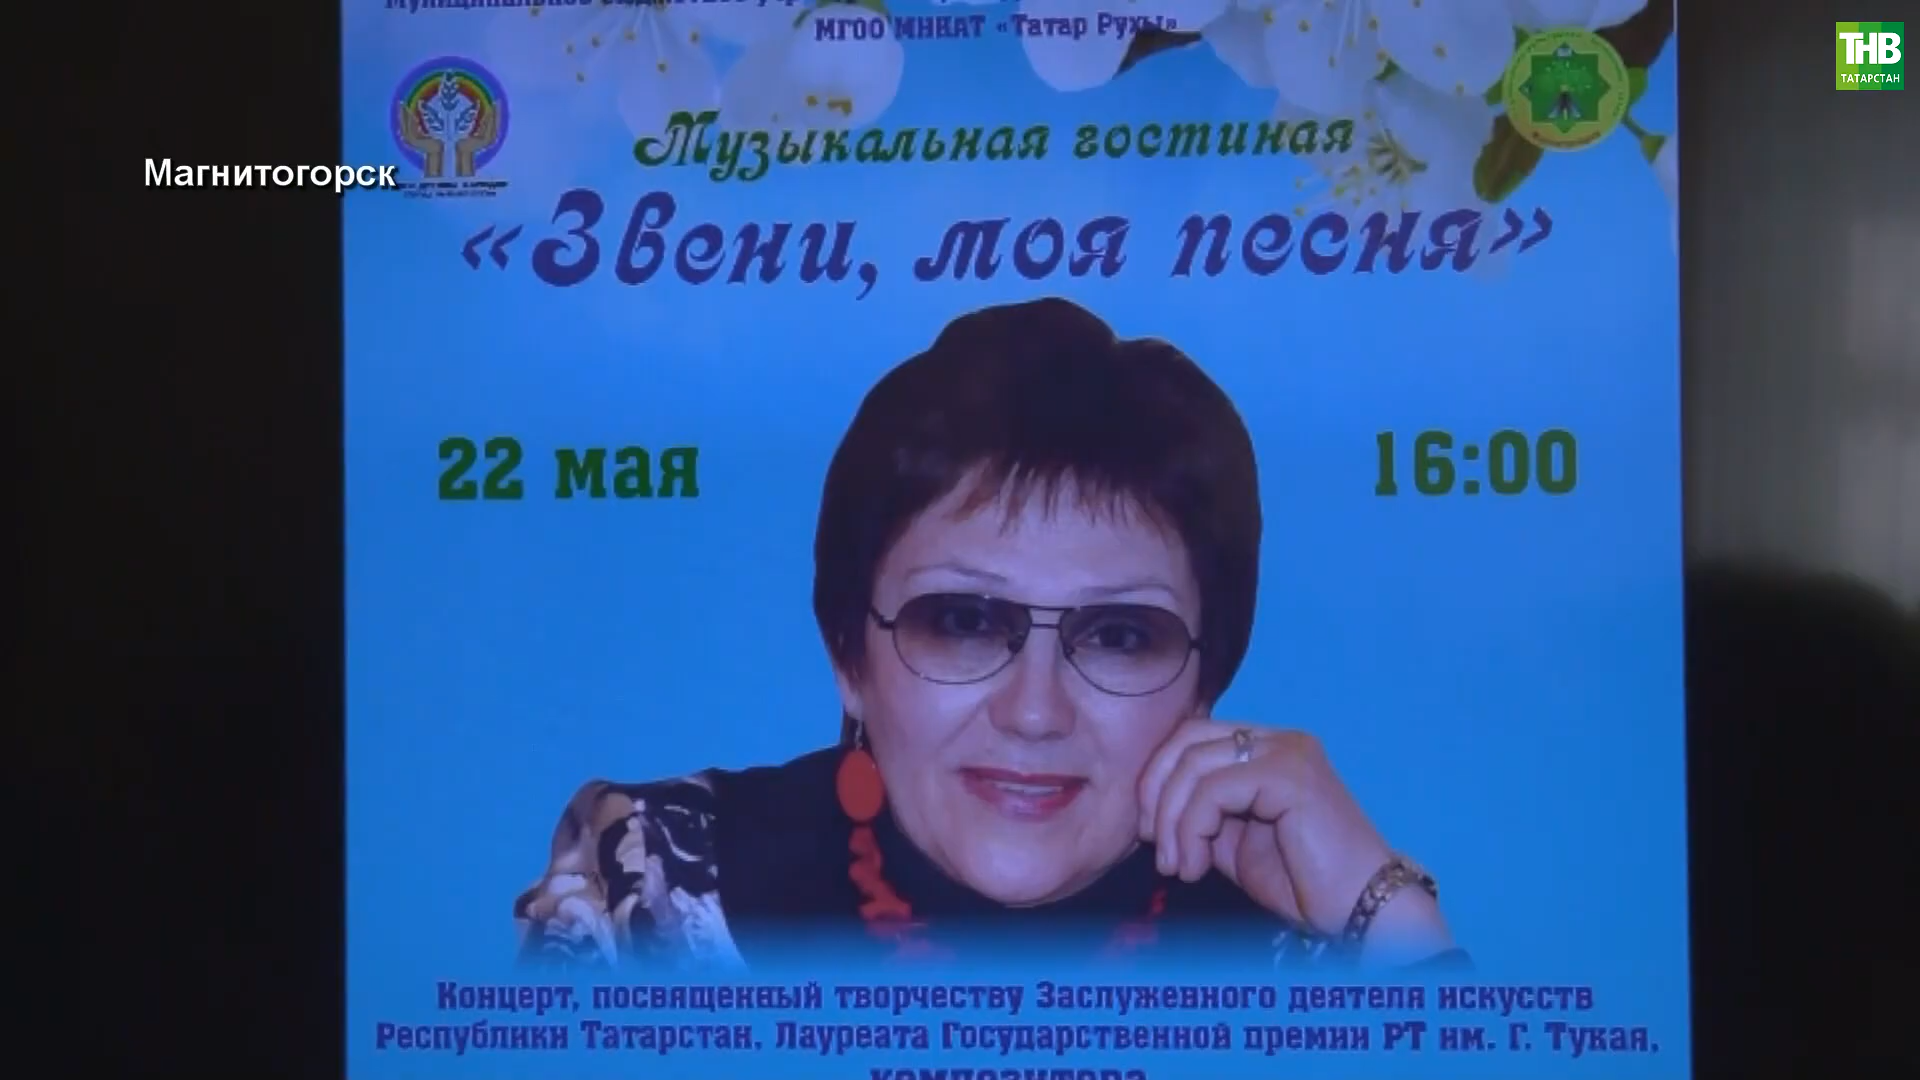 МГОО МННАТ «Татар Рухы»
ТНВ
ТАТАРСТАН
Музыкальная гостиная
Магнитогорск
«Звени, моя песня»
22 мая
16:00
Концерт, посвященный творчеству Заслуженного деятеля искусств
Республики Татарстан, Лауреата Государственной премии РТ им. Г. Тукая,
композитора